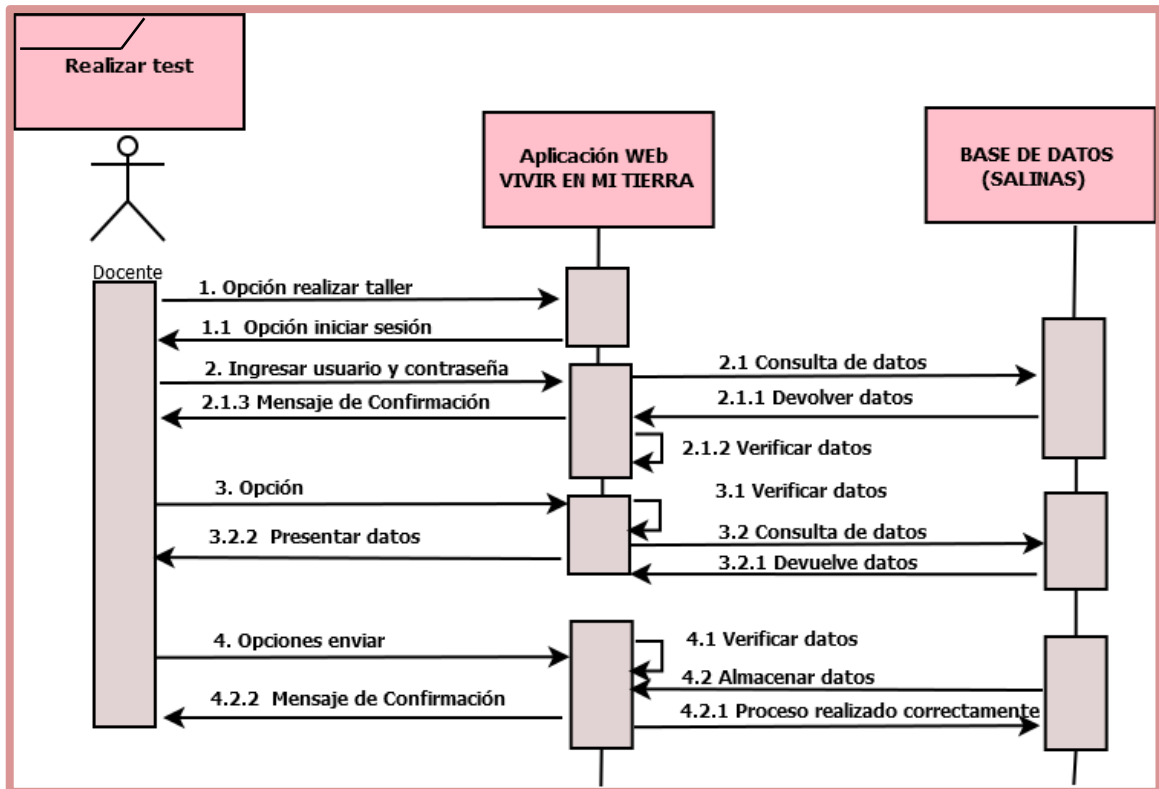 Realizar test
Aplicación WEb
VIVIR EN MI TIERRA
BASE DE DATOS
(SALINAS)
Docente
1. Opción realizar taller
1.1 Opción iniciar sesión
2. Ingresar usuario y contraseña
2.1 Consulta de datos
2.1.3 Mensaje de Confirmación
2.1.1 Devolver datos
2.1.2 Verificar datos
3. Opción
3.1 Verificar datos
3.2.2 Presentar datos
3.2 Consulta de datos
3.2.1 Devuelve datos
4. Opciones enviar
4.1 Verificar datos
4.2 Almacenar datos
4.2.2 Mensaje de Confirmación
4.2.1 Proceso realizado correctamente